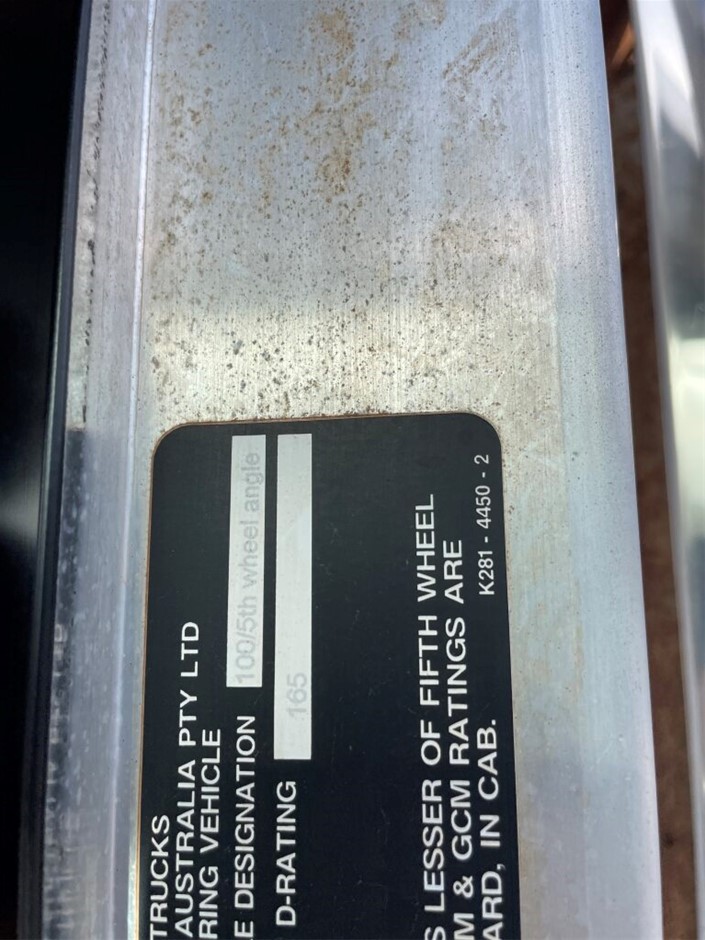 TRUCKS
AUSTRALIA PTY LTD
RING VEHICLE
E DESIGNATION 100/5th wheel angle
D-RATING 165
S LESSER OF FIFTH WHEEL
M & GCM RATINGS ARE
ARD, IN CAB.
K281 - 4450 - 2